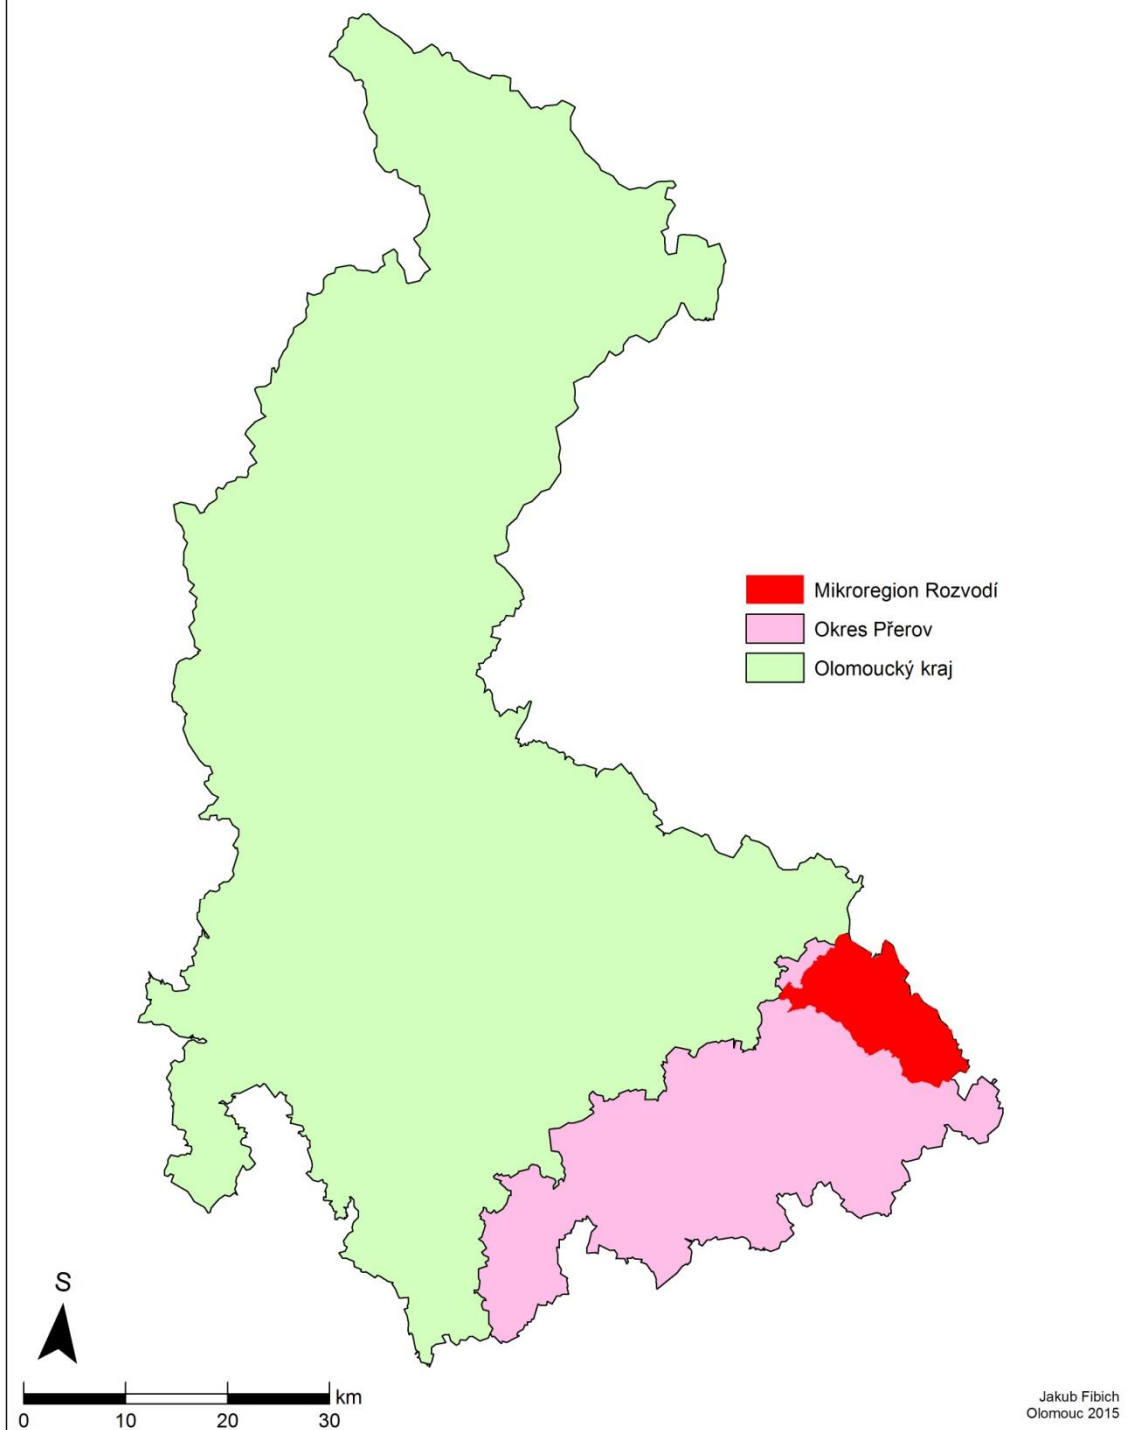 Mikroregion Rozvodí
Okres Přerov
Olomoucký kraj
S
km
0 10 20 30
Jakub Fibich
Olomouc 2015